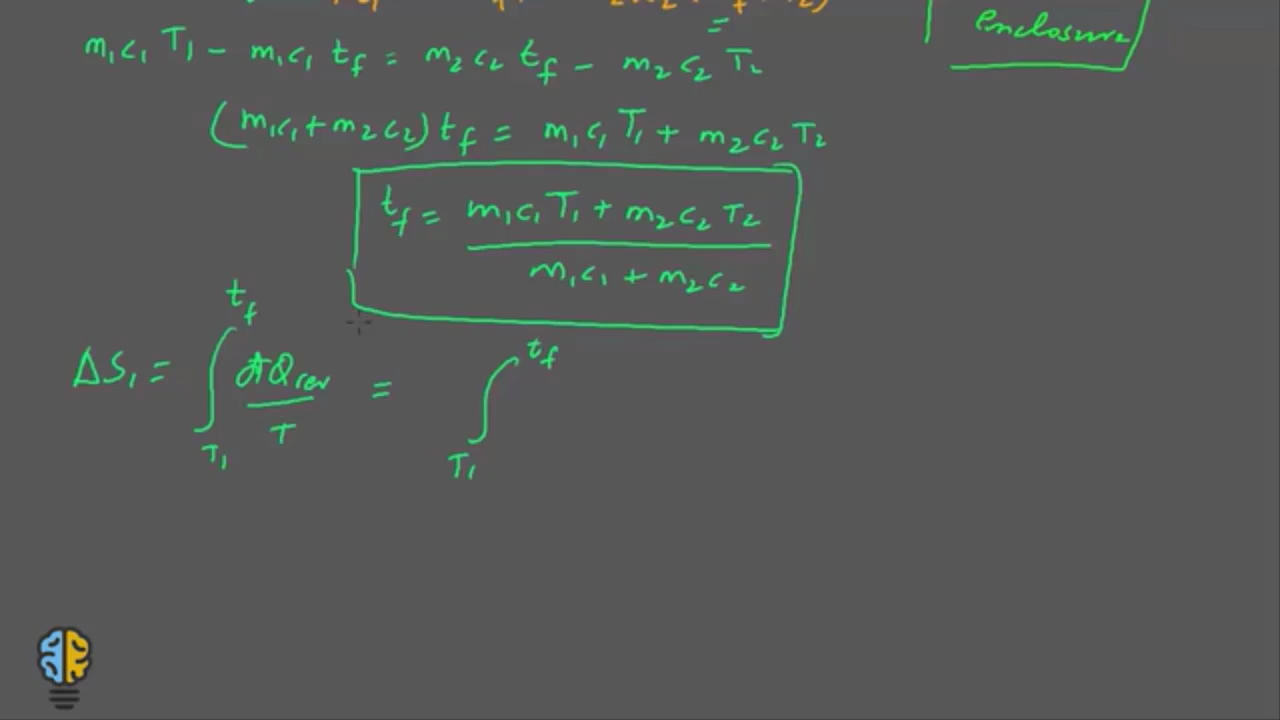 enclosure
m₁c₁T₁ - m₁c₁t_f = m₂c₂t_f - m₂c₂T₂
(m₁c₁+m₂c₂)t_f = m₁c₁T₁ + m₂c₂T₂
t_f = (m₁c₁T₁ + m₂c₂T₂) / (m₁c₁ + m₂c₂)
ΔS₁ = ∫_{T₁}^{t_f} đQ_rev / T = ∫_{T₁}^{t_f}